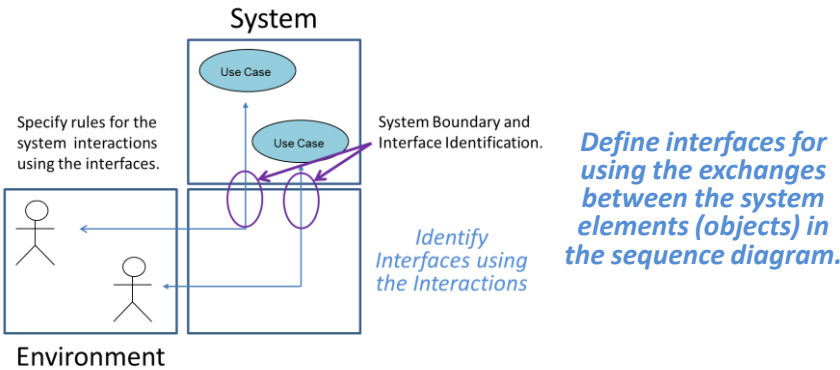 System
Use Case
Use Case
Specify rules for the
system interactions
using the interfaces.
System Boundary and
Interface Identification.
Define interfaces for
using the exchanges
between the system
elements (objects) in
the sequence diagram.
Identify
Interfaces using
the Interactions
Environment